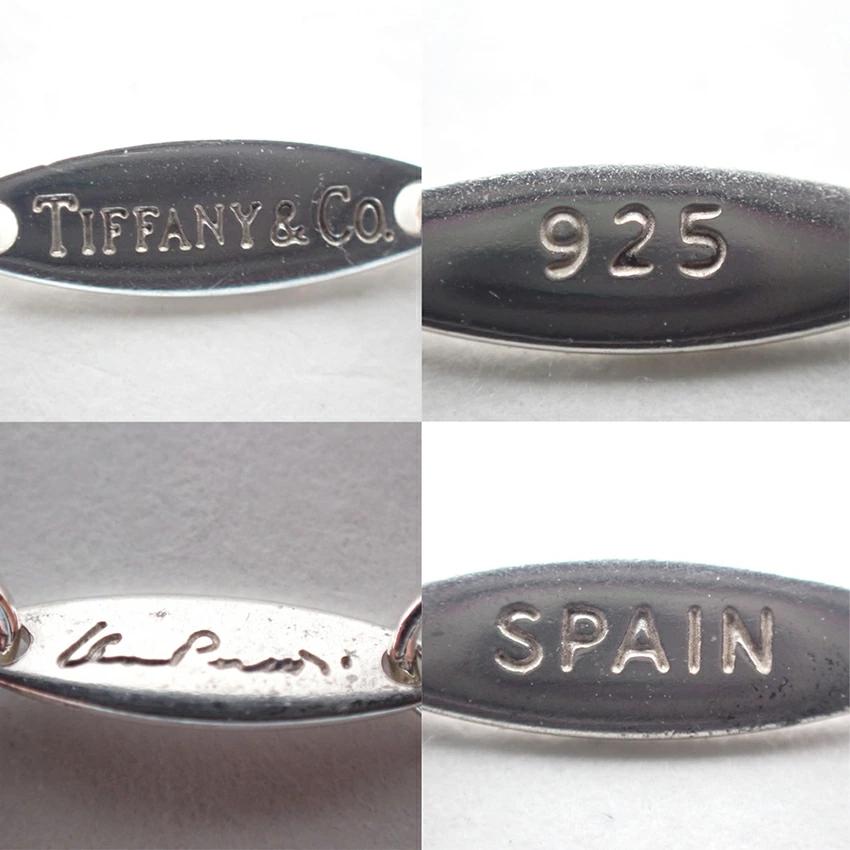 TIFFANY & CO.
925
SPAIN